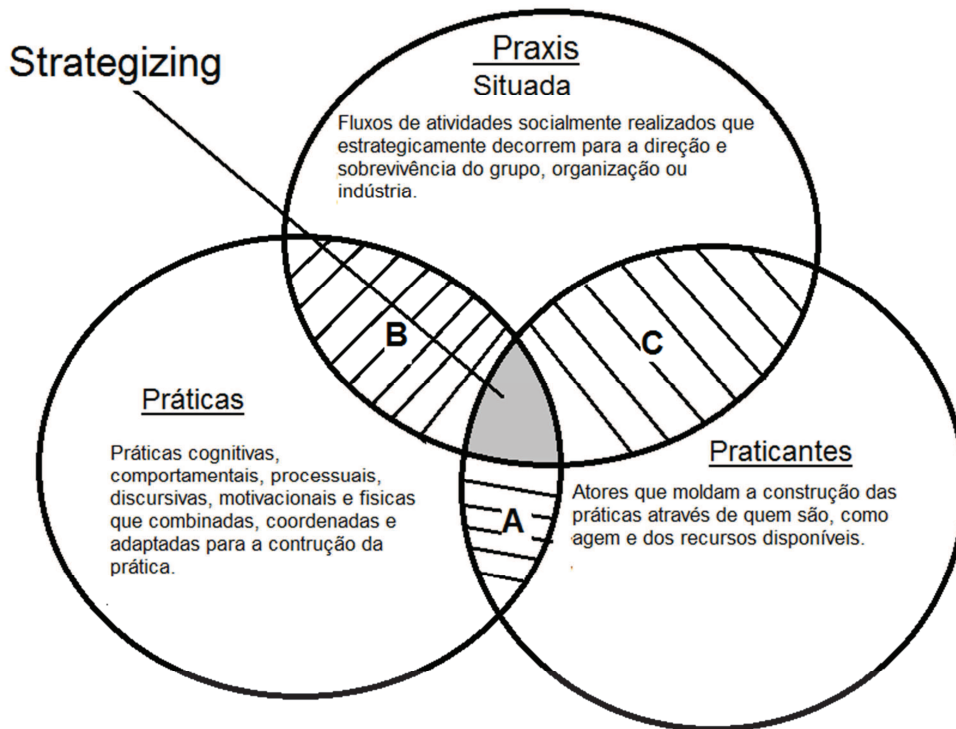 Strategizing
Praxis
Situada
Fluxos de atividades socialmente realizados que
estrategicamente decorrem para a direção e
sobrevivência do grupo, organização ou
indústria.
B
C
Práticas
Práticas cognitivas,
comportamentais, processuais,
discursivas, motivacionais e fisicas
que combinadas, coordenadas e
adaptadas para a contrução da
prática.
Praticantes
Atores que moldam a construção das
práticas através de quem são, como
agem e dos recursos disponíveis.
A